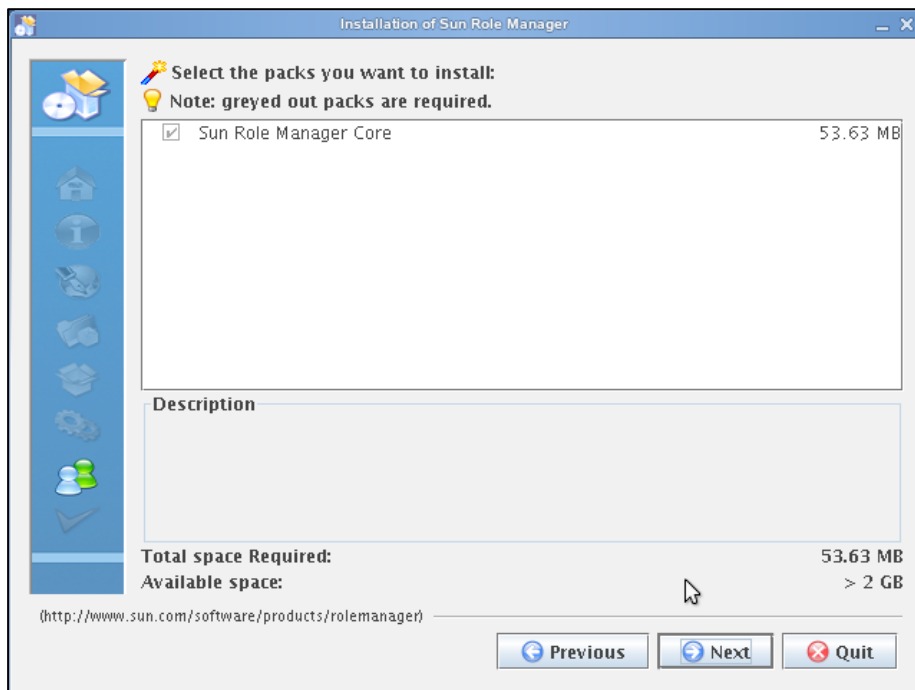 Installation of Sun Role Manager
Select the packs you want to install:
Note: greyed out packs are required.
Sun Role Manager Core 53.63 MB
Description
Total space Required: 53.63 MB
Available space: > 2 GB
(http://www.sun.com/software/products/rolemanager)
Previous Next Quit